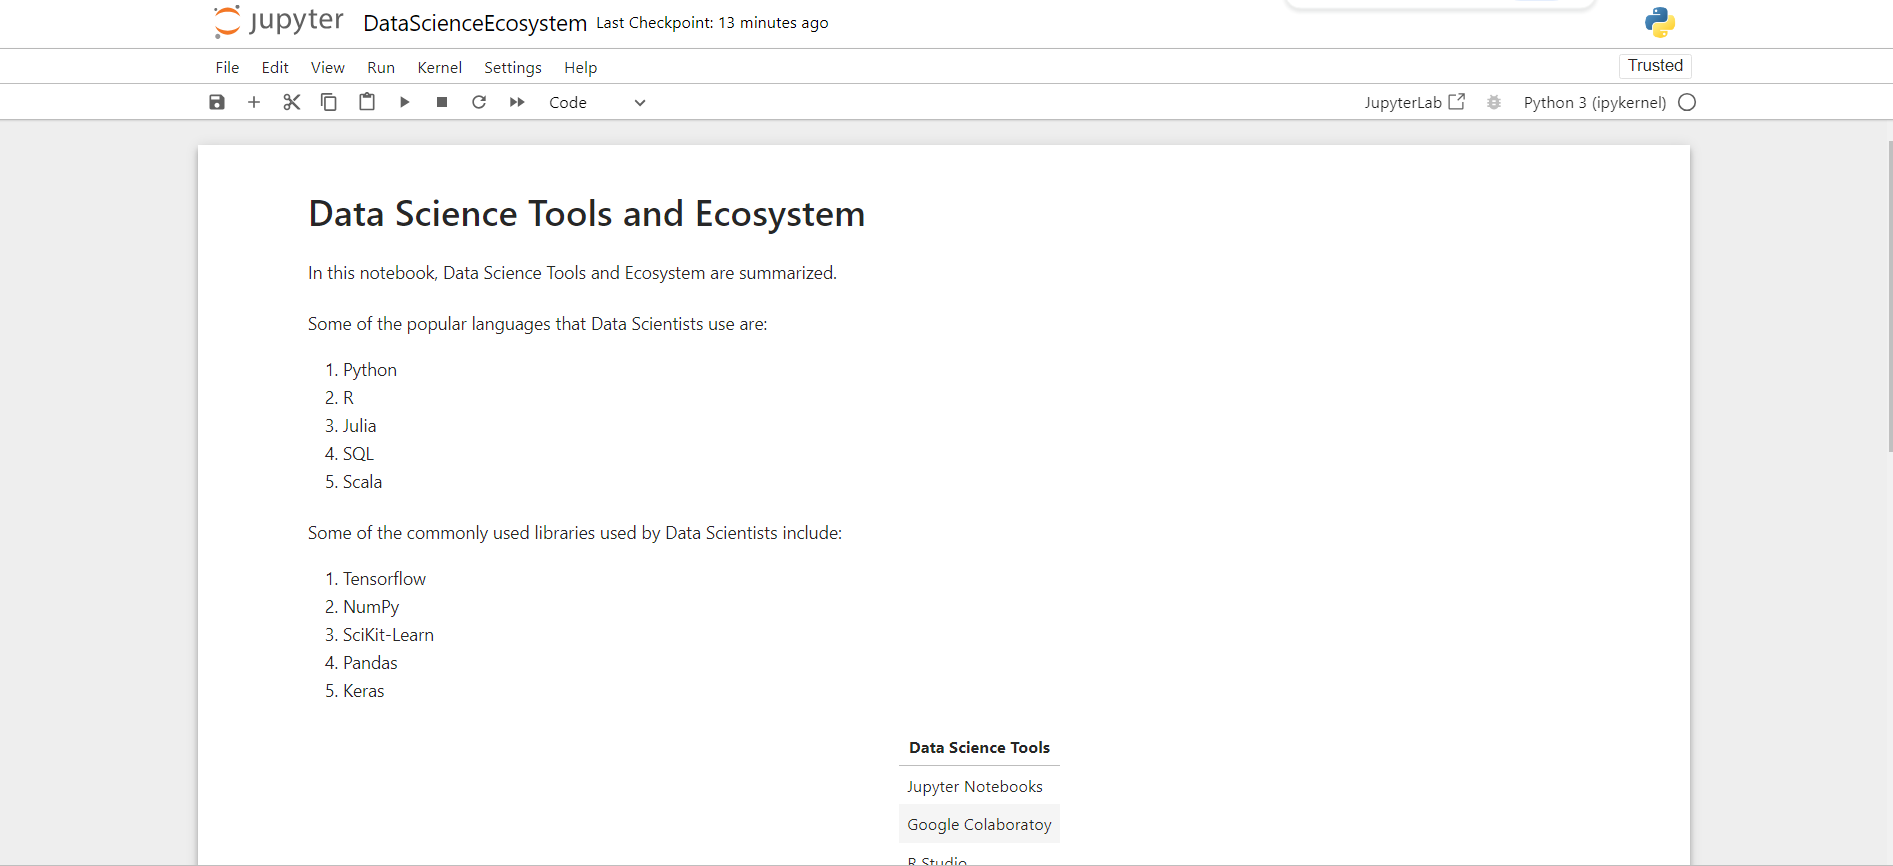 jupyter DataScienceEcosystem Last Checkpoint: 13 minutes ago
File Edit View Run Kernel Settings Help Trusted
Code JupyterLab Python 3 (ipykernel)
Data Science Tools and Ecosystem
In this notebook, Data Science Tools and Ecosystem are summarized.
Some of the popular languages that Data Scientists use are:
1. Python
2. R
3. Julia
4. SQL
5. Scala
Some of the commonly used libraries used by Data Scientists include:
1. Tensorflow
2. NumPy
3. SciKit-Learn
4. Pandas
5. Keras
Data Science Tools
Jupyter Notebooks
Google Colaboratoy
R Studio